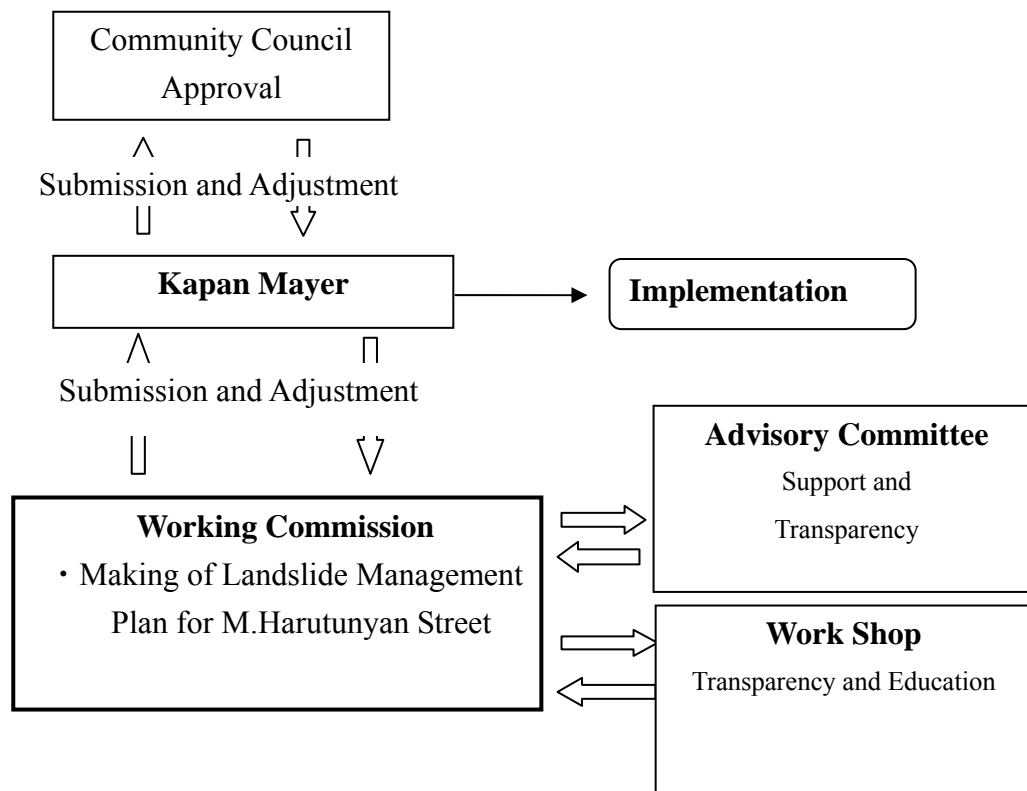 Community Council
Approval
Submission and Adjustment
Kapan Mayer
Implementation
Submission and Adjustment
Advisory Committee
Support and
Transparency
Working Commission
・Making of Landslide Management
Plan for M.Harutunyan Street
Work Shop
Transparency and Education